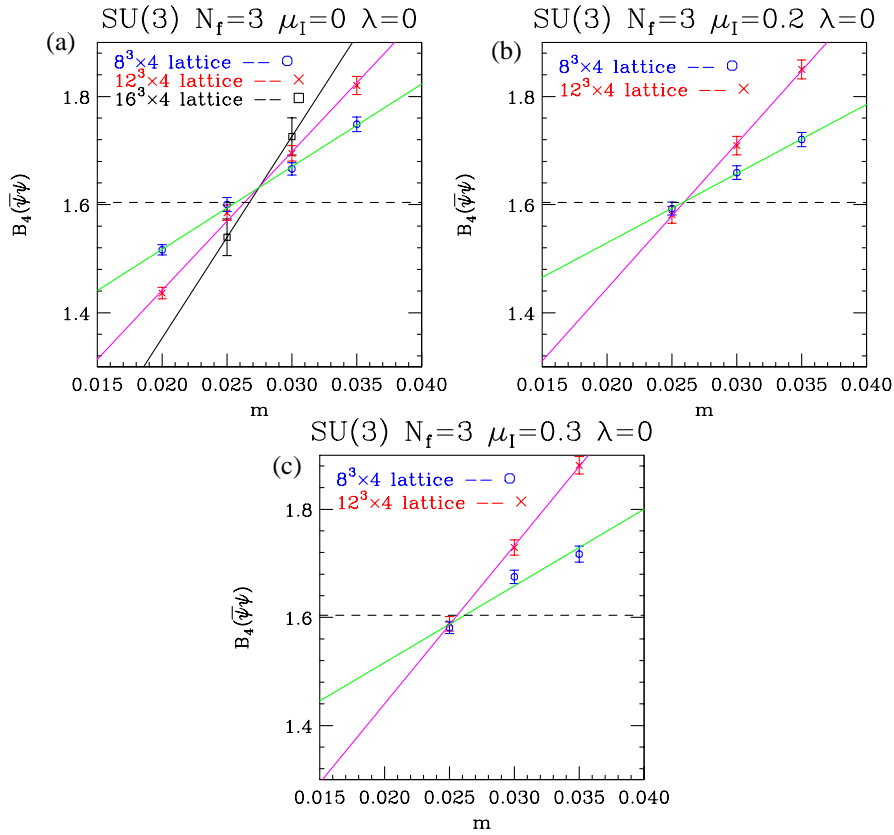 SU(3) N_f=3 μ_I=0 λ=0
(a)
8³×4 lattice
12³×4 lattice
16³×4 lattice
B₄(ψ̄ψ)
1.8
1.6
1.4
0.015 0.020 0.025 0.030 0.035 0.040
m
SU(3) N_f=3 μ_I=0.2 λ=0
(b)
8³×4 lattice
12³×4 lattice
B₄(ψ̄ψ)
1.8
1.6
1.4
0.015 0.020 0.025 0.030 0.035 0.040
m
SU(3) N_f=3 μ_I=0.3 λ=0
(c)
8³×4 lattice
12³×4 lattice
B₄(ψ̄ψ)
1.8
1.6
1.4
0.015 0.020 0.025 0.030 0.035 0.040
m